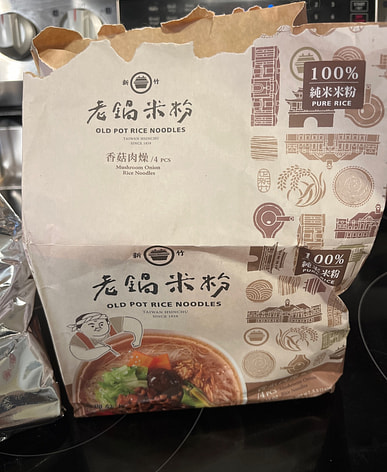 新竹
老鍋米粉
OLD POT RICE NOODLES
TAIWAN HSINCHU
SINCE 1858
香菇肉燥/4 PCS
Mushroom Onion
Rice Noodles
100%
純米米粉
PURE RICE
新竹
老鍋米粉
OLD POT RICE NOODLES
TAIWAN HSINCHU
SINCE 1858
100%
純米米粉
PURE RICE